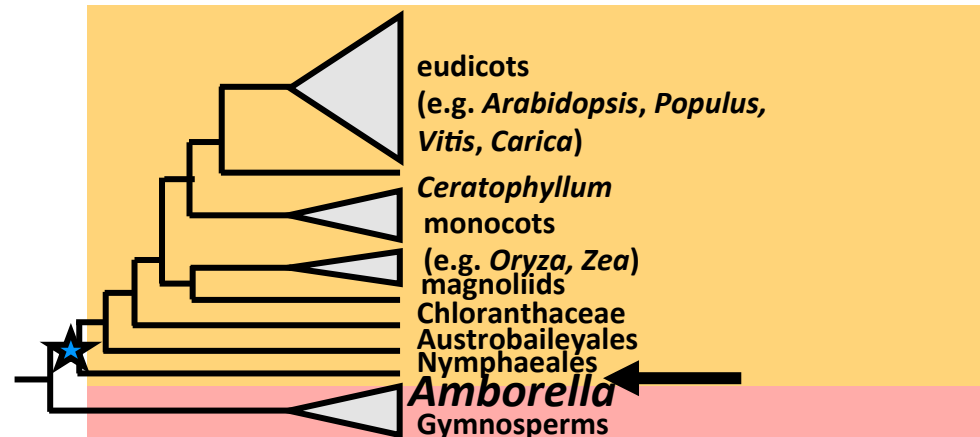 eudicots
(e.g. Arabidopsis, Populus,
Vitis, Carica)
Ceratophyllum
monocots
(e.g. Oryza, Zea)
magnoliids
Chloranthaceae
Austrobaileyales
Nymphaeales
Amborella
Gymnosperms